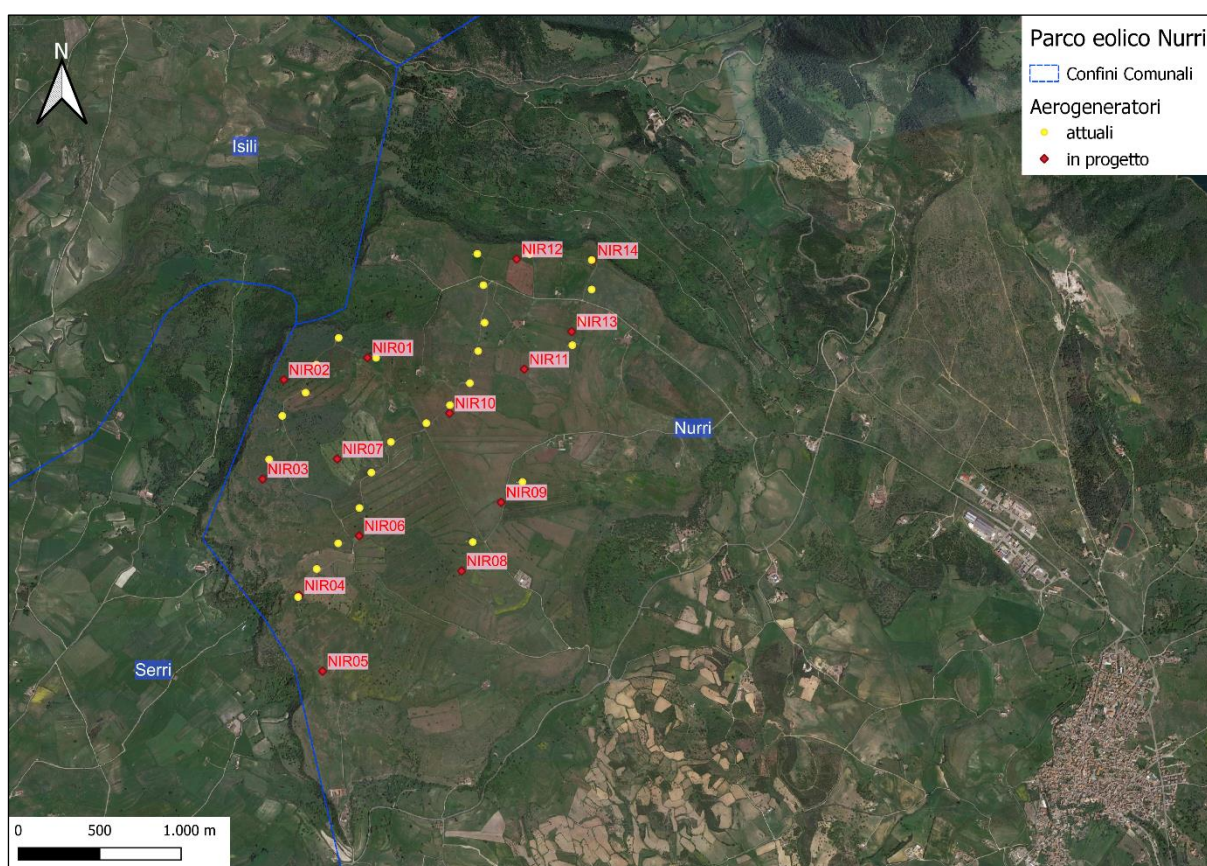 Parco eolico Nurri
Confini Comunali
Aerogeneratori
attuali
in progetto
N
Isili
NIR12
NIR14
NIR13
NIR01
NIR11
NIR02
NIR10
Nurri
NIR07
NIR03
NIR09
NIR06
NIR08
NIR04
NIR05
Serri
0 500 1.000 m